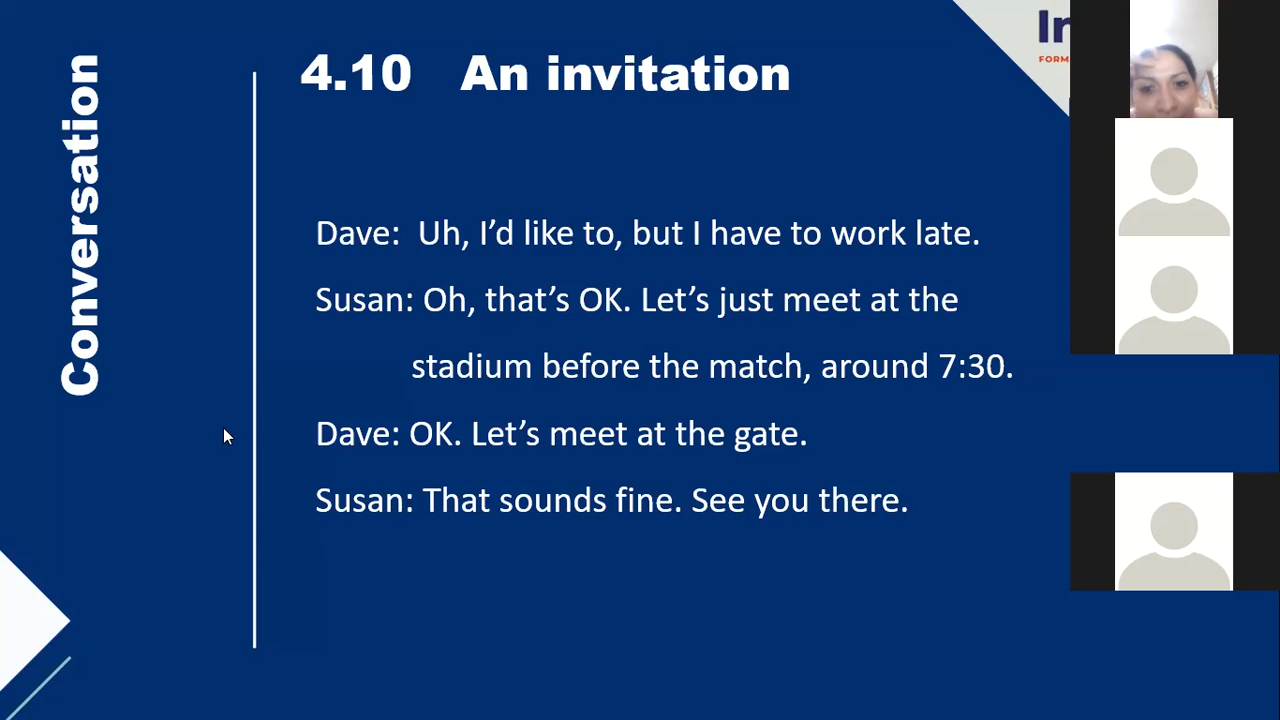 Conversation
4.10 An invitation
Dave: Uh, I’d like to, but I have to work late.
Susan: Oh, that’s OK. Let’s just meet at the
stadium before the match, around 7:30.
Dave: OK. Let’s meet at the gate.
Susan: That sounds fine. See you there.